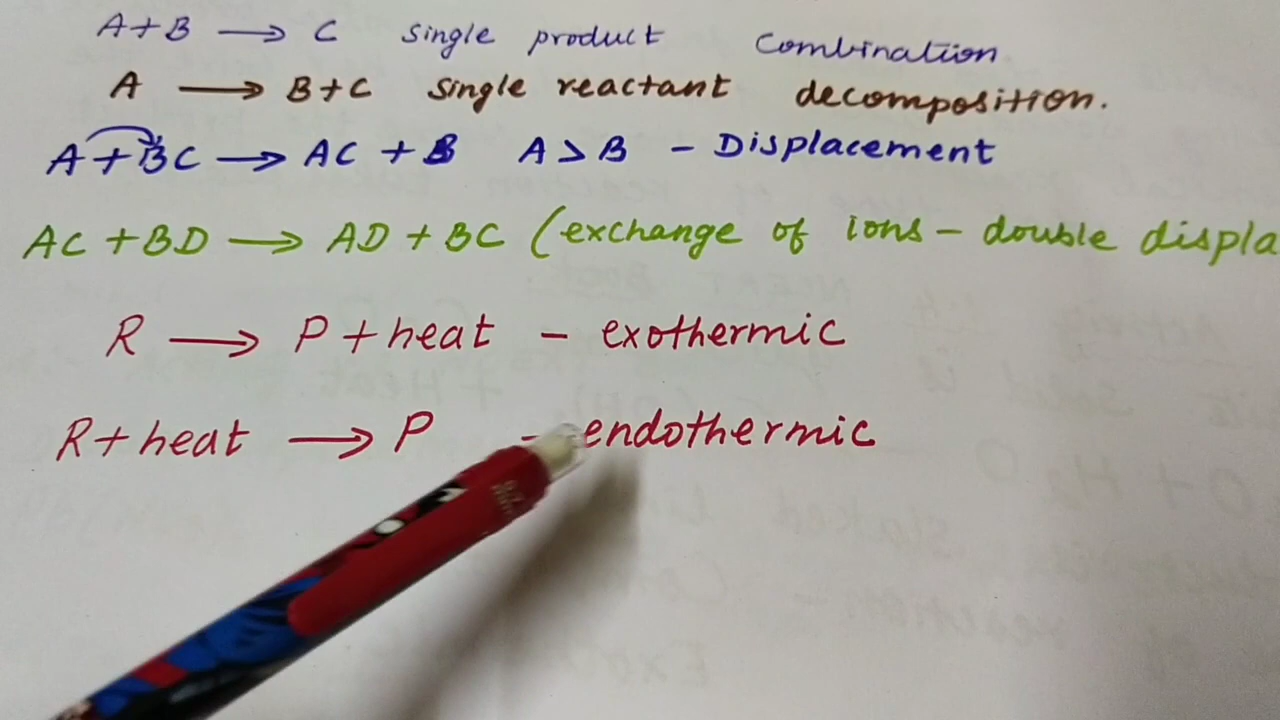 A + B → C single product Combination
A → B + C single reactant decomposition.
A + BC → AC + B A > B - Displacement
AC + BD → AD + BC (exchange of ions - double displa
R → P + heat - exothermic
R + heat → P - endothermic